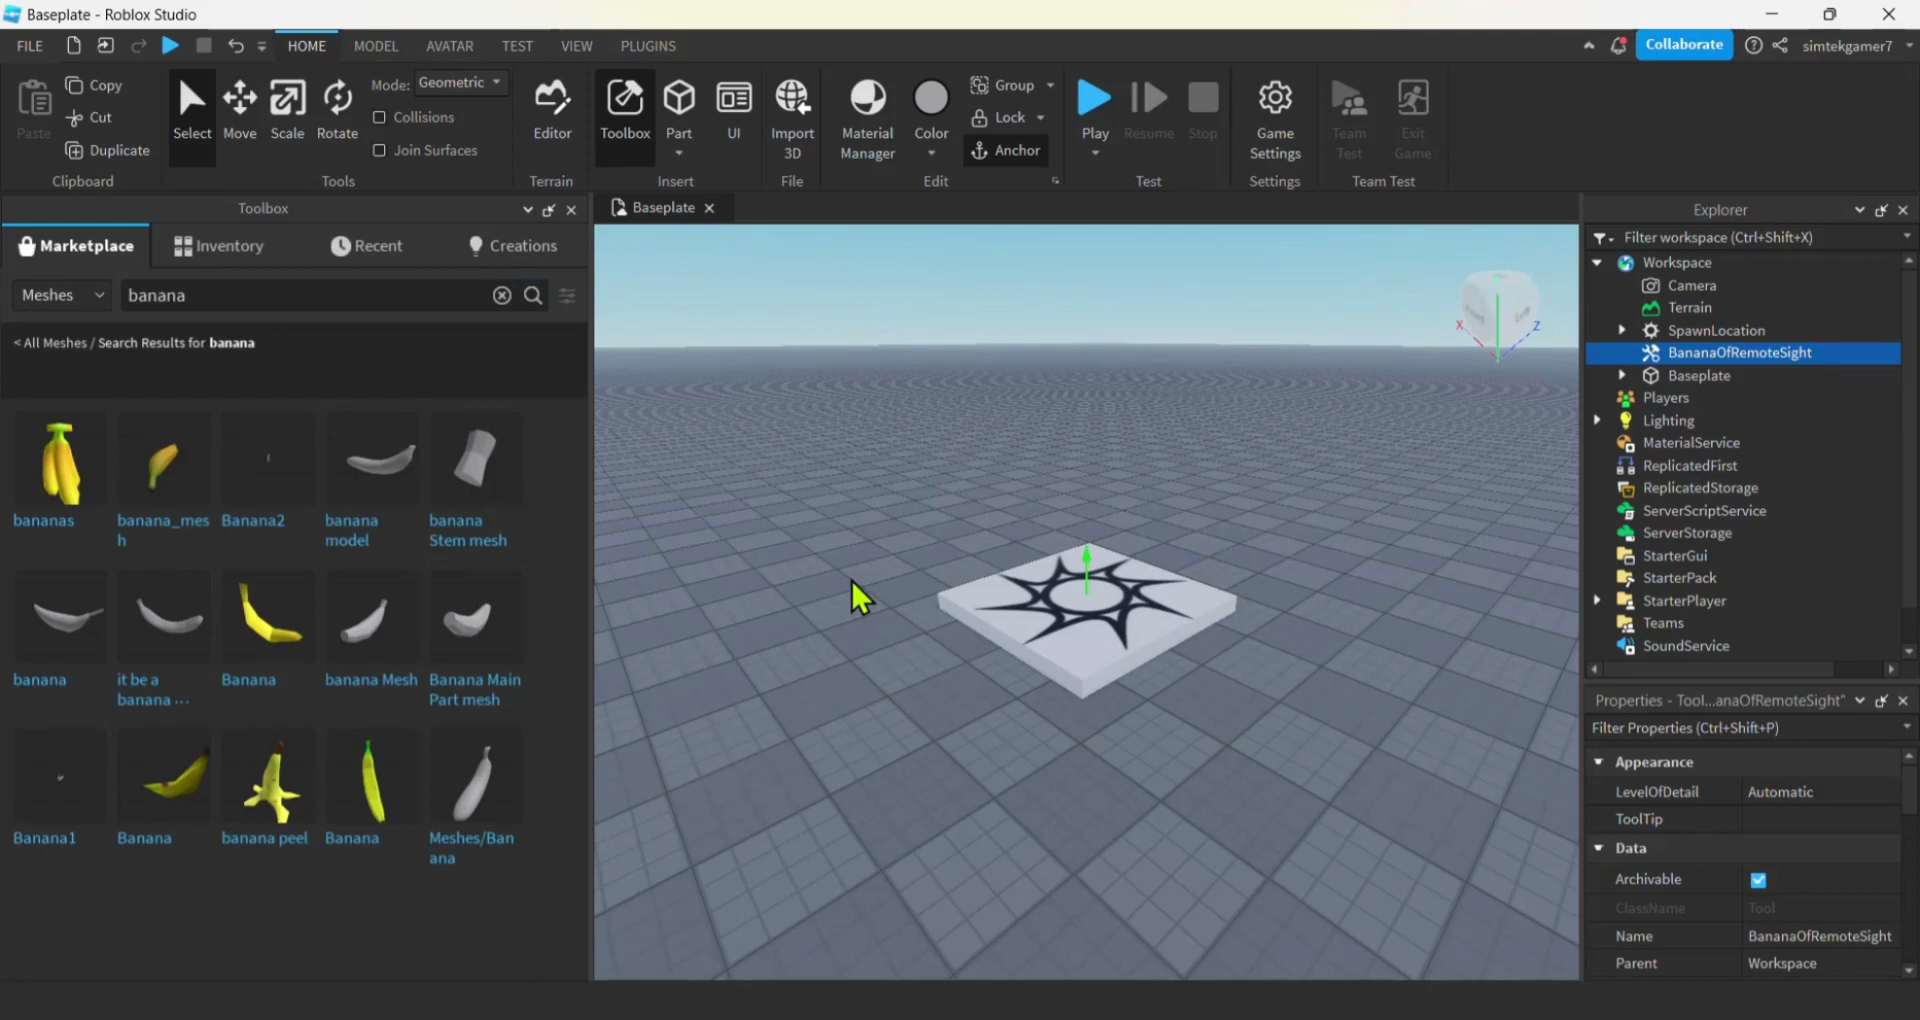 Baseplate - Roblox Studio
FILE HOME MODEL AVATAR TEST VIEW PLUGINS Collaborate simtekgamer7
Paste
Copy
Cut
Duplicate
Clipboard
Select Move Scale Rotate
Mode: Geometric
Collisions
Join Surfaces
Tools
Editor
Terrain
Toolbox Part UI
Insert
Import
3D
File
Material
Manager
Color
Group
Lock
Anchor
Edit
Play Resume Stop
Test
Game
Settings
Settings
Team
Test
Exit
Game
Team Test
Toolbox
Marketplace Inventory Recent Creations
Meshes banana
< All Meshes / Search Results for banana
bananas
banana_mes
h
Banana2
banana
model
banana
Stem mesh
banana
it be a
banana ...
Banana
banana Mesh
Banana Main
Part mesh
Banana1
Banana
banana peel
Banana
Meshes/Ban
ana
Baseplate
X
Z
Explorer
Filter workspace (Ctrl+Shift+X)
Workspace
Camera
Terrain
SpawnLocation
BananaOfRemoteSight
Baseplate
Players
Lighting
MaterialService
ReplicatedFirst
ReplicatedStorage
ServerScriptService
ServerStorage
StarterGui
StarterPack
StarterPlayer
Teams
SoundService
Properties - Tool...anaOfRemoteSight"
Filter Properties (Ctrl+Shift+P)
Appearance
LevelOfDetail Automatic
ToolTip
Data
Archivable
ClassName Tool
Name BananaOfRemoteSight
Parent Workspace